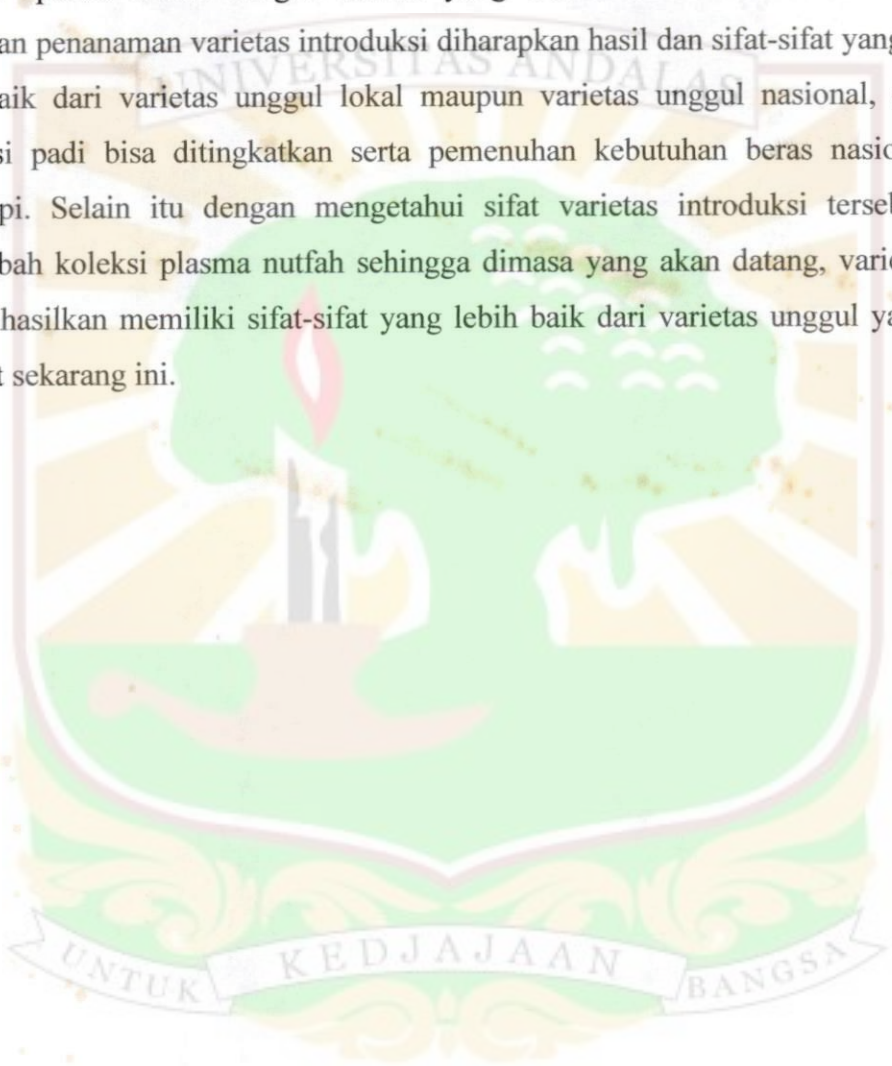 an penanaman varietas introduksi diharapkan hasil dan sifat-sifat yang
UNIVERSITAS ANDALAS
aik dari varietas unggul lokal maupun varietas unggul nasional,
si padi bisa ditingkatkan serta pemenuhan kebutuhan beras nasio
pi. Selain itu dengan mengetahui sifat varietas introduksi terse
bah koleksi plasma nutfah sehingga dimasa yang akan datang, varie
hasilkan memiliki sifat-sifat yang lebih baik dari varietas unggul ya
t sekarang ini.
UNTUK KEDJAJAAN BANGSA